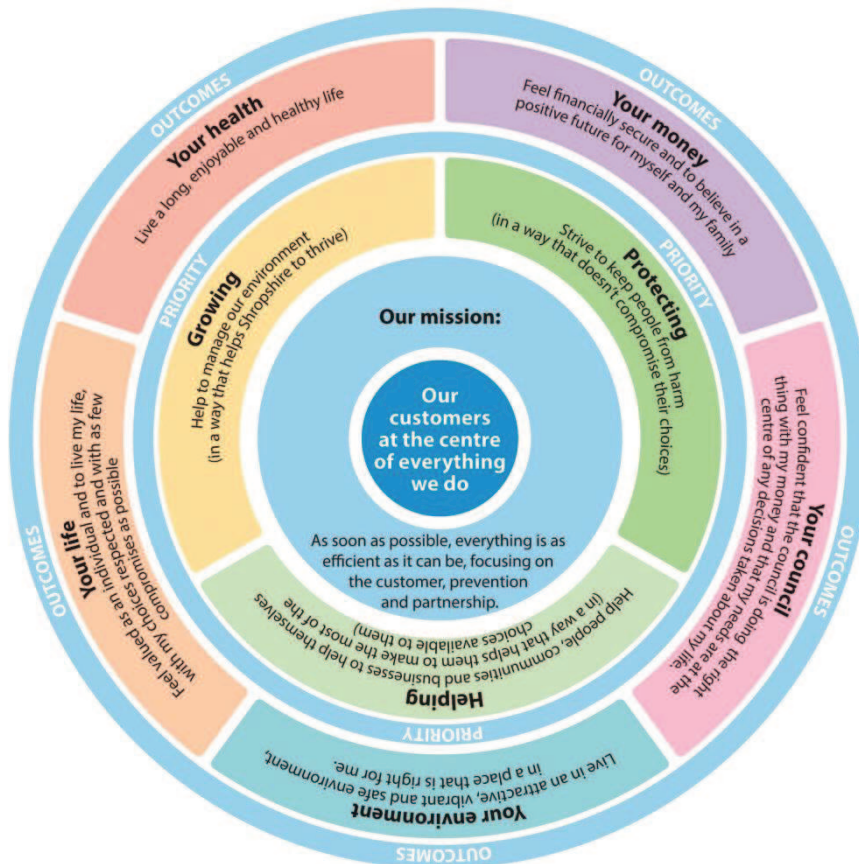 OUTCOMES
Your health
Live a long, enjoyable and healthy life
OUTCOMES
Your money
Feel financially secure and to believe in a
positive future for myself and my family
PRIORITY
Growing
Help to manage our environment
(in a way that helps Shropshire to thrive)
PRIORITY
Protecting
Strive to keep people from harm
(in a way that doesn't compromise their choices)
Our mission:
Our
customers
at the centre
of everything
we do
As soon as possible, everything is as
efficient as it can be, focusing on
the customer, prevention
and partnership.
OUTCOMES
Your life
Feel valued as an individual and to live my life,
with my choices respected and with as few
compromises as possible
OUTCOMES
Your council
Feel confident that the council is doing the right
thing with my money and that my needs are at the
centre of any decisions taken about my life.
PRIORITY
Helping
Help people, communities and businesses to help themselves
(in a way that helps them to make the most of the
choices available to them)
OUTCOMES
Your environment
Live in an attractive, vibrant and safe environment,
in a place that is right for me.